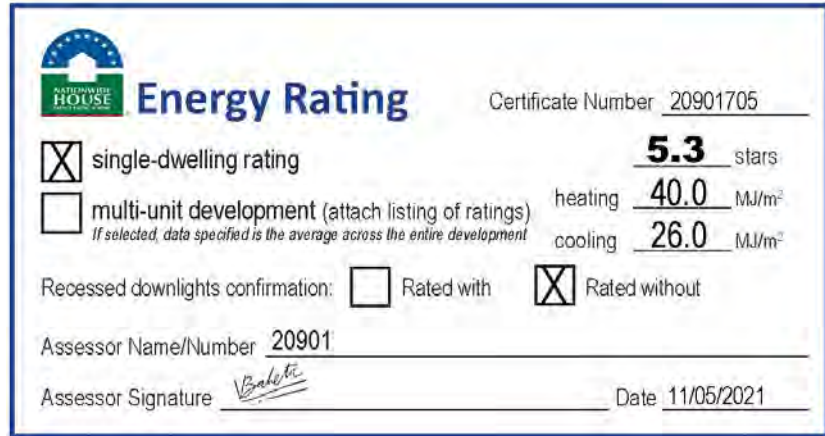 NATIONWIDE
HOUSE
Energy Rating
Certificate Number 20901705
X single-dwelling rating
5.3 stars
multi-unit development (attach listing of ratings)
If selected, data specified is the average across the entire development
heating 40.0 MJ/m²
cooling 26.0 MJ/m²
Recessed downlights confirmation: Rated with X Rated without
Assessor Name/Number 20901
Assessor Signature Date 11/05/2021